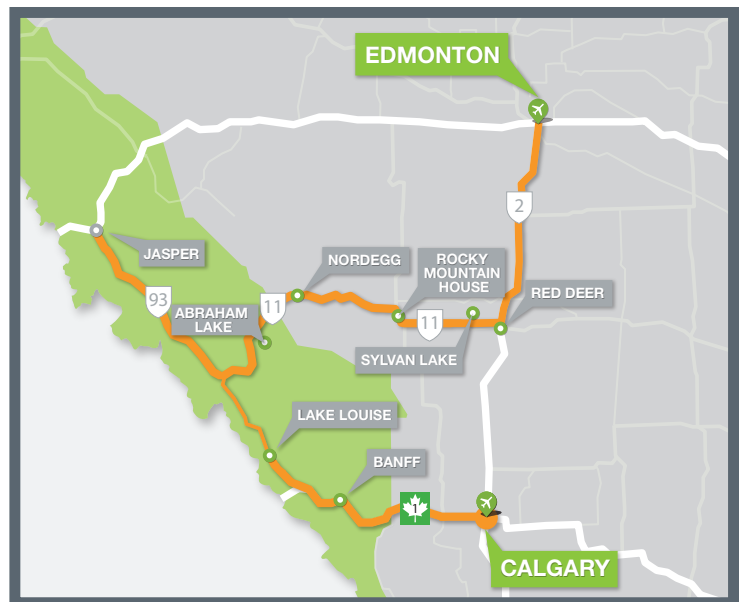 EDMONTON
2
JASPER
NORDEGG
ROCKY
MOUNTAIN
HOUSE
RED DEER
93
ABRAHAM
LAKE
11
11
SYLVAN LAKE
LAKE LOUISE
BANFF
1
CALGARY